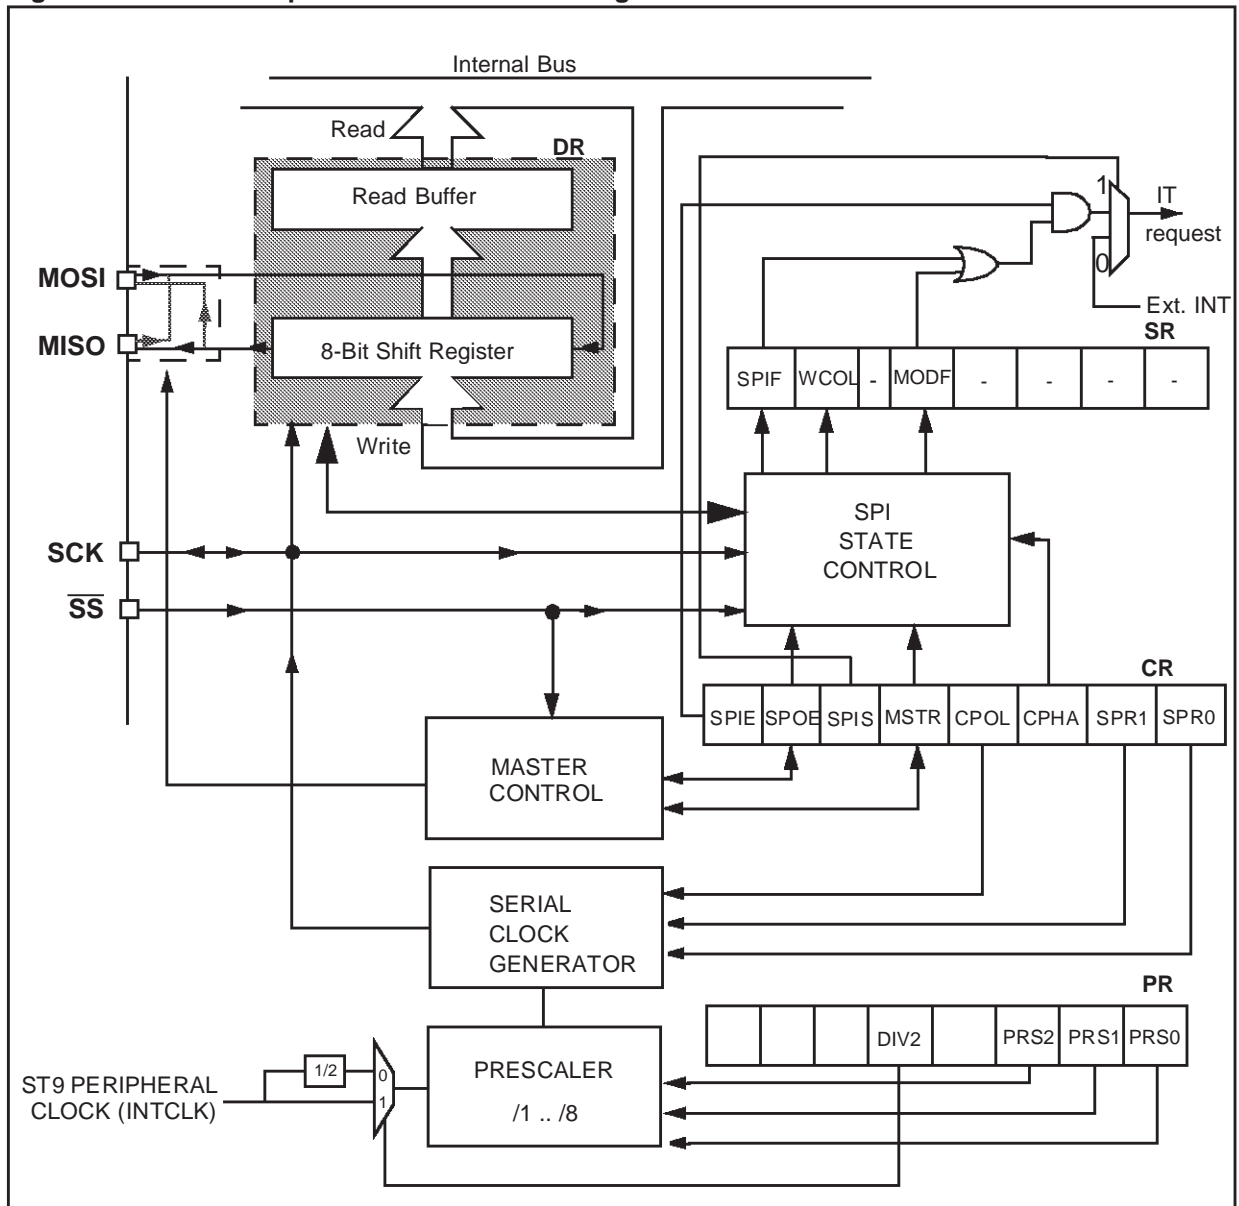 Internal Bus
Read
DR
Read Buffer
1
IT
request
MOSI
0
Ext. INT
MISO
8-Bit Shift Register
SR
SPIF WCOL - MODF - - - -
Write
SPI
STATE
CONTROL
SCK
SS
CR
SPIE SPOE SPIS MSTR CPOL CPHA SPR1 SPR0
MASTER
CONTROL
SERIAL
CLOCK
GENERATOR
PR
DIV2 PRS2 PRS1 PRS0
1/2
0
1
ST9 PERIPHERAL
CLOCK (INTCLK)
PRESCALER
/1 .. /8